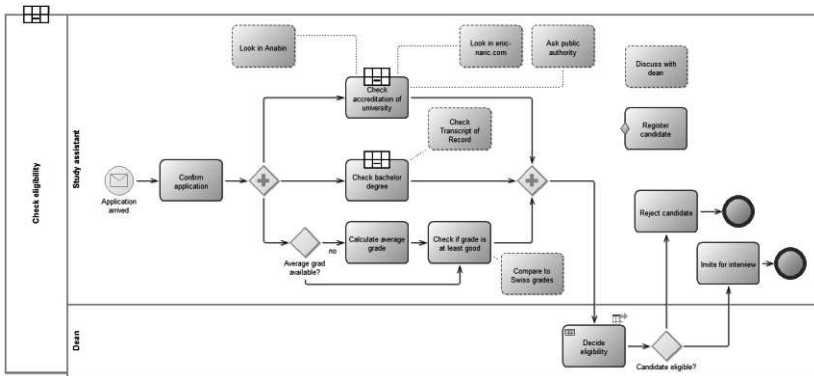 Check eligibility
Study assistant
Dean
Look in Anabin
Look in enic-
naric.com
Ask public
authority
Discuss with
dean
Check
accreditation of
university
Check
Transcript of
Record
Register
candidate
Application
arrived
Confirm
application
Check bachelor
degree
Reject candidate
Average grad
available?
no
Calculate average
grade
Check if grade is
at least good
Compare to
Swiss grades
Invite for interview
Decide
eligibility
Candidate eligible?